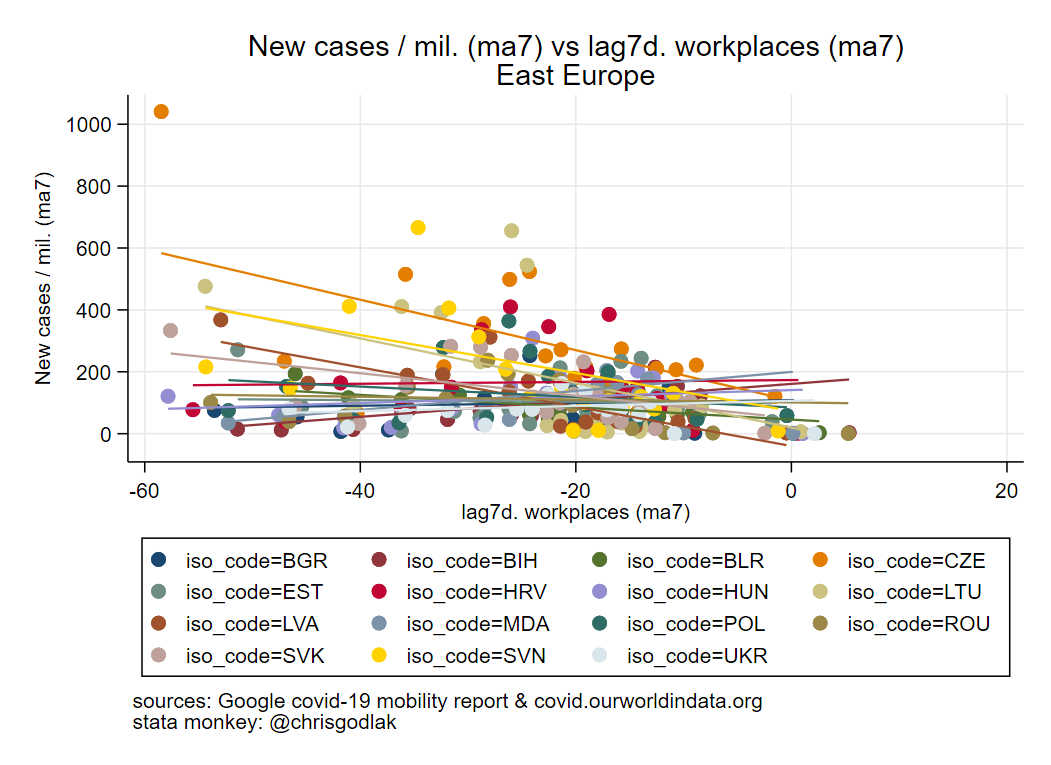 New cases / mil. (ma7) vs lag7d. workplaces (ma7)
East Europe
New cases / mil. (ma7)
1000
800
600
400
200
0
-60 -40 -20 0 20
lag7d. workplaces (ma7)
iso_code=BGR iso_code=BIH iso_code=BLR iso_code=CZE
iso_code=EST iso_code=HRV iso_code=HUN iso_code=LTU
iso_code=LVA iso_code=MDA iso_code=POL iso_code=ROU
iso_code=SVK iso_code=SVN iso_code=UKR
sources: Google covid-19 mobility report & covid.ourworldindata.org
stata monkey: @chrisgodlak